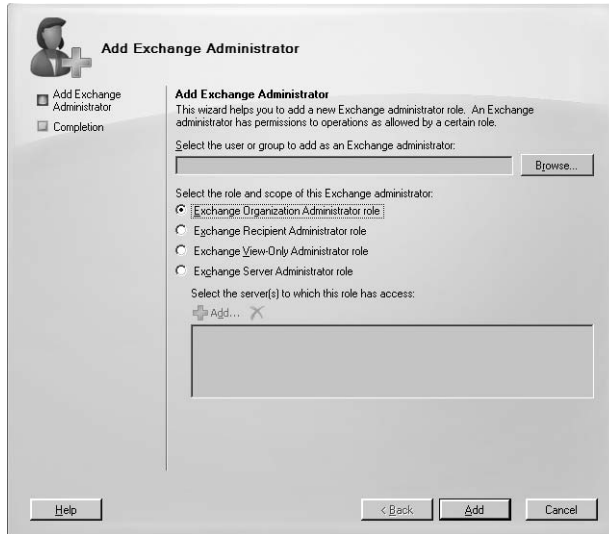 Add Exchange Administrator
Add Exchange
Administrator
Completion
Add Exchange Administrator
This wizard helps you to add a new Exchange administrator role. An Exchange
administrator has permissions to operations as allowed by a certain role.
Select the user or group to add as an Exchange administrator:
Browse...
Select the role and scope of this Exchange administrator:
Exchange Organization Administrator role
Exchange Recipient Administrator role
Exchange View-Only Administrator role
Exchange Server Administrator role
Select the server(s) to which this role has access:
Add...
Help
< Back
Add
Cancel